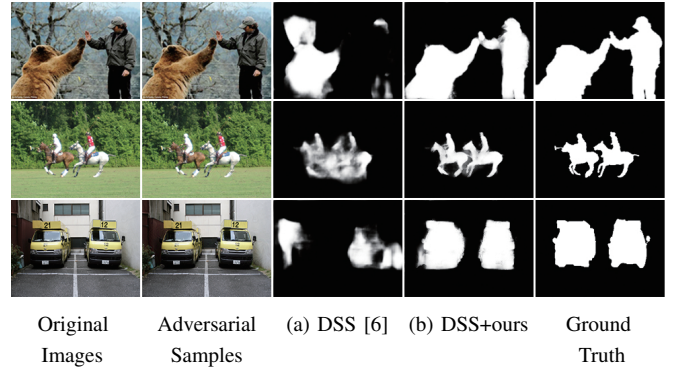 21 12 21 12
Original Adversarial (a) DSS [6] (b) DSS+ours Ground
Images Samples Truth